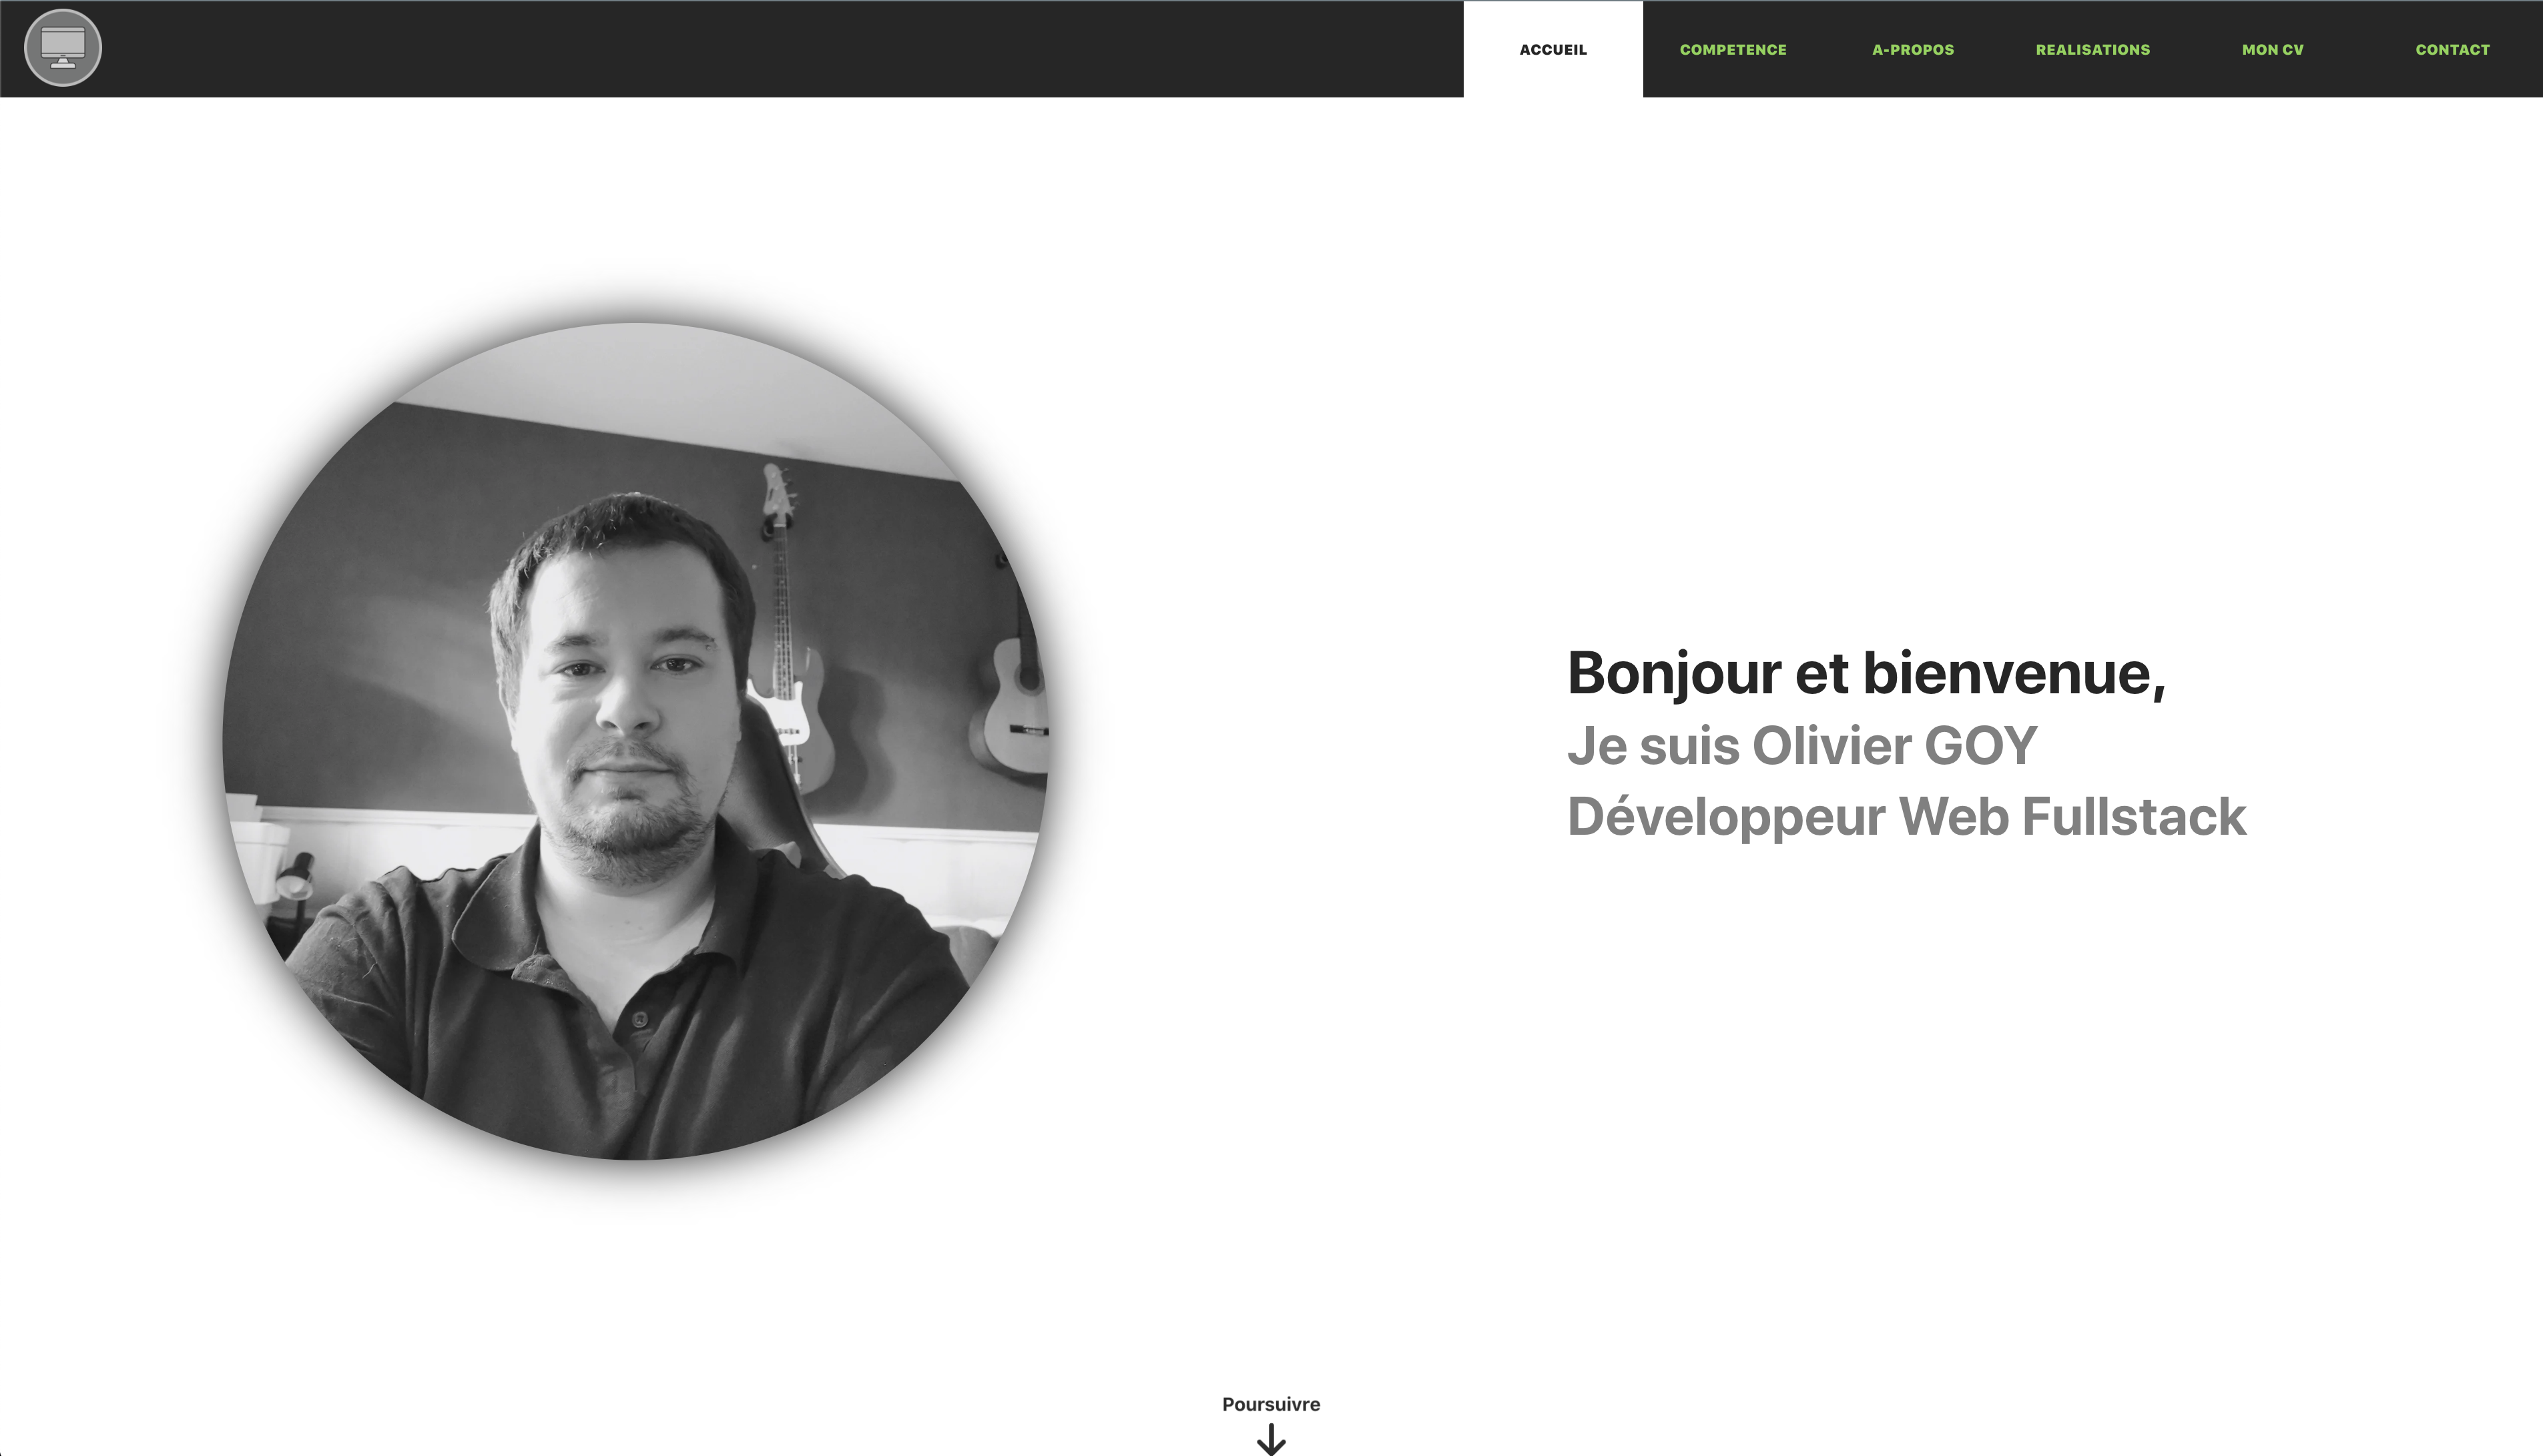 ACCUEIL
COMPETENCE
A-PROPOS
REALISATIONS
MON CV
CONTACT
Bonjour et bienvenue,
Je suis Olivier GOY
Développeur Web Fullstack
Poursuivre